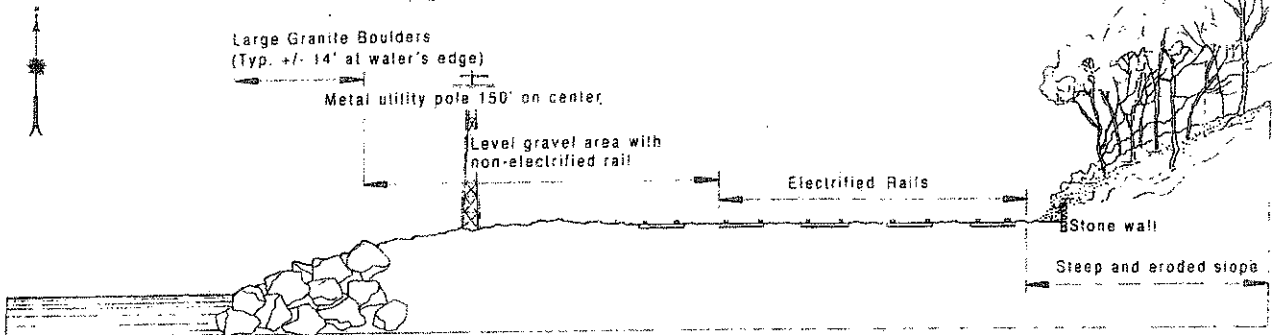 Large Granite Boulders
(Typ. +/- 14' at water's edge)
Metal utility pole 150' on center
Level gravel area with
non-electrified rail
Electrified Rails
Stone wall
Steep and eroded slope